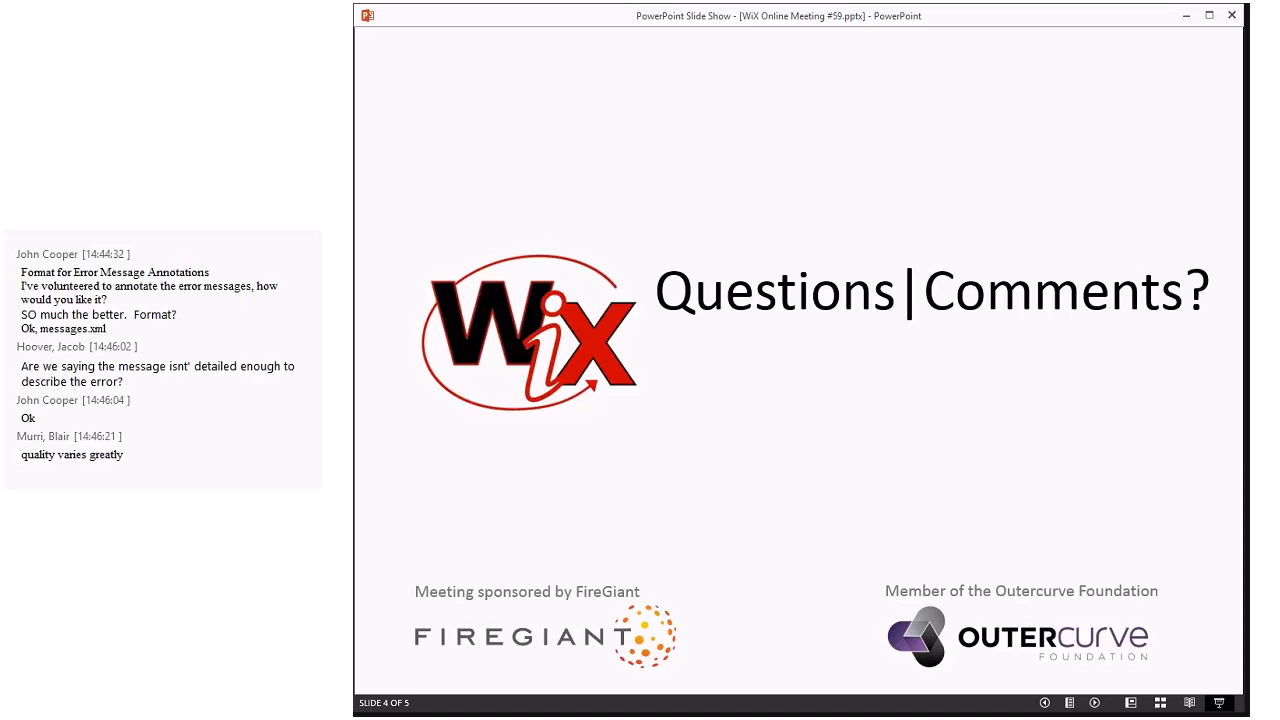 PowerPoint Slide Show - [WiX Online Meeting #59.pptx] - PowerPoint
John Cooper [14:44:32 ]
Format for Error Message Annotations
I've volunteered to annotate the error messages, how
would you like it?
SO much the better.  Format?
Ok, messages.xml
Hoover, Jacob [14:46:02 ]
Are we saying the message isnt' detailed enough to
describe the error?
John Cooper [14:46:04 ]
Ok
Murri, Blair [14:46:21 ]
quality varies greatly
WiX
Questions|Comments?
Meeting sponsored by FireGiant
FIREGIANT
Member of the Outercurve Foundation
OUTERCURVE
FOUNDATION
SLIDE 4 OF 5